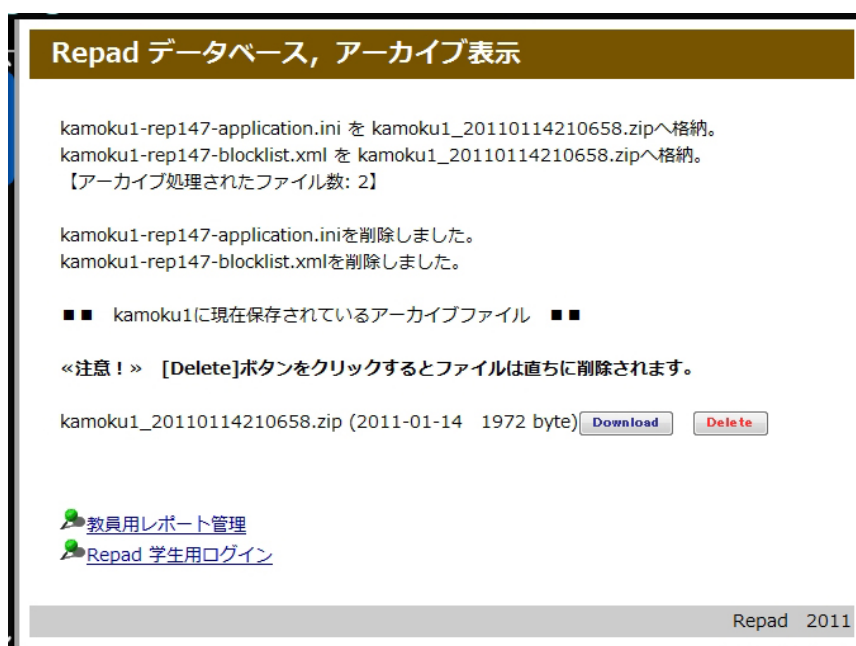 Repad データベース, アーカイブ表示
kamoku1-rep147-application.ini を kamoku1_20110114210658.zipへ格納。
kamoku1-rep147-blocklist.xml を kamoku1_20110114210658.zipへ格納。
【アーカイブ処理されたファイル数: 2】
kamoku1-rep147-application.iniを削除しました。
kamoku1-rep147-blocklist.xmlを削除しました。
■■　kamoku1に現在保存されているアーカイブファイル　■■
≪注意！≫　[Delete]ボタンをクリックするとファイルは直ちに削除されます。
kamoku1_20110114210658.zip (2011-01-14　1972 byte) Download Delete
教員用レポート管理
Repad 学生用ログイン
Repad　2011